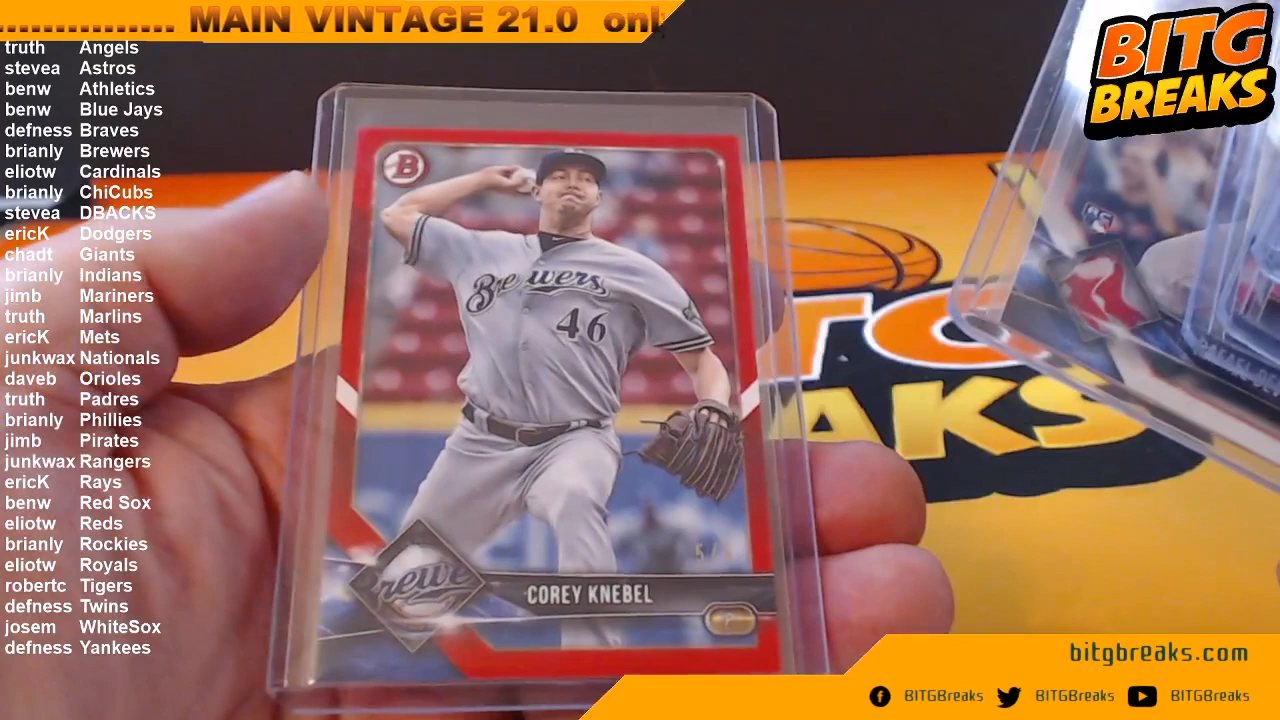 .............. MAIN VINTAGE 21.0
truth Angels
stevea Astros
benw Athletics
benw Blue Jays
defness Braves
brianly Brewers
eliotw Cardinals
brianly ChiCubs
stevea DBACKS
ericK Dodgers
chadt Giants
brianly Indians
jimb Mariners
truth Marlins
ericK Mets
junkwax Nationals
daveb Orioles
truth Padres
brianly Phillies
jimb Pirates
junkwax Rangers
ericK Rays
benw Red Sox
eliotw Reds
brianly Rockies
eliotw Royals
robertc Tigers
defness Twins
josem WhiteSox
defness Yankees
BITG
BREAKS
B
Brewers
46
COREY KNEBEL
P
bitgbreaks.com
BITGBreaks BITGBreaks BITGBreaks